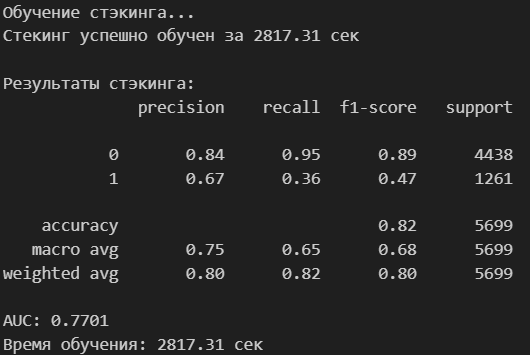 Обучение стэкинга...
Стекинг успешно обучен за 2817.31 сек
Результаты стэкинга:
precision recall f1-score support
0 0.84 0.95 0.89 4438
1 0.67 0.36 0.47 1261
accuracy 0.82 5699
macro avg 0.75 0.65 0.68 5699
weighted avg 0.80 0.82 0.80 5699
AUC: 0.7701
Время обучения: 2817.31 сек